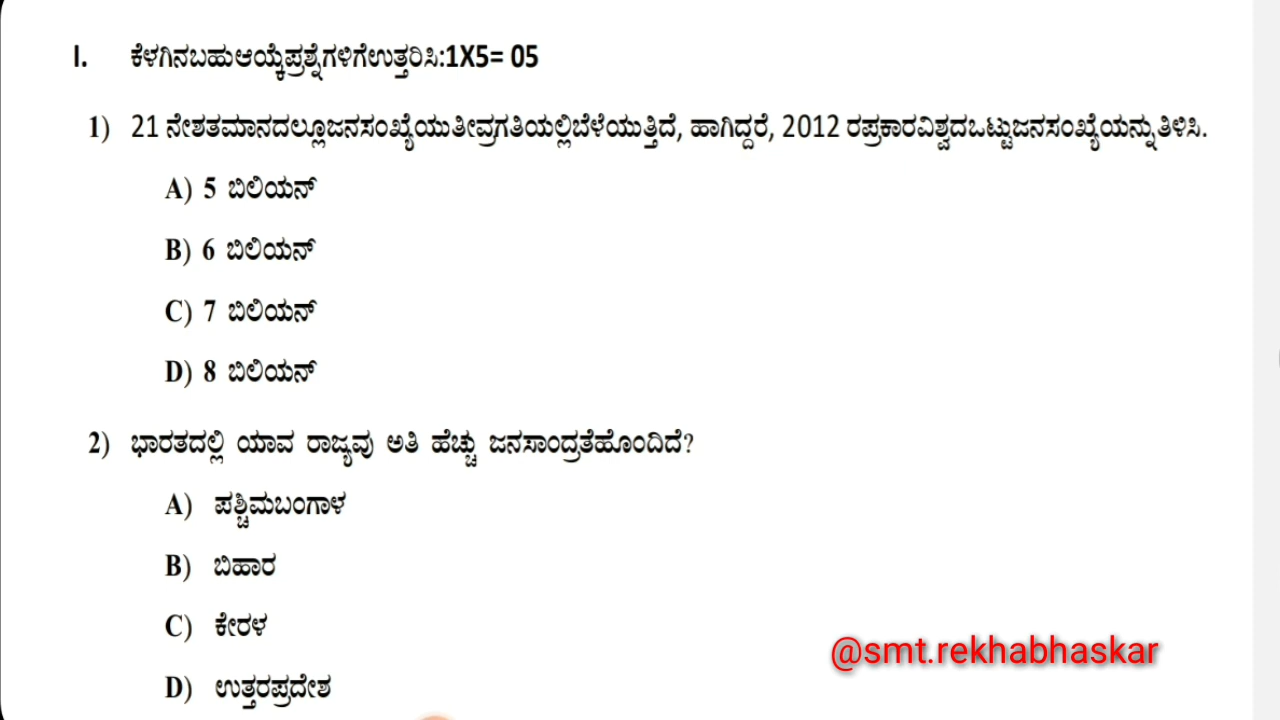 I. ಕೆಳಗಿನಬಹುಆಯ್ಕೆಪ್ರಶ್ನೆಗಳಿಗೆಉತ್ತರಿಸಿ:1X5= 05
1) 21 ನೇಶತಮಾನದಲ್ಲೂಜನಸಂಖ್ಯೆಯುತೀವ್ರಗತಿಯಲ್ಲಿಬೆಳೆಯುತ್ತಿದೆ, ಹಾಗಿದ್ದರೆ, 2012 ರಪ್ರಕಾರವಿಶ್ವದಒಟ್ಟುಜನಸಂಖ್ಯೆಯನ್ನುತಿಳಿಸಿ.
A) 5 ಬಿಲಿಯನ್
B) 6 ಬಿಲಿಯನ್
C) 7 ಬಿಲಿಯನ್
D) 8 ಬಿಲಿಯನ್
2) ಭಾರತದಲ್ಲಿ ಯಾವ ರಾಜ್ಯವು ಅತಿ ಹೆಚ್ಚು ಜನಸಾಂದ್ರತೆಹೊಂದಿದೆ?
A) ಪಶ್ಚಿಮಬಂಗಾಳ
B) ಬಿಹಾರ
C) ಕೇರಳ
D) ಉತ್ತರಪ್ರದೇಶ
@smt.rekhabhaskar